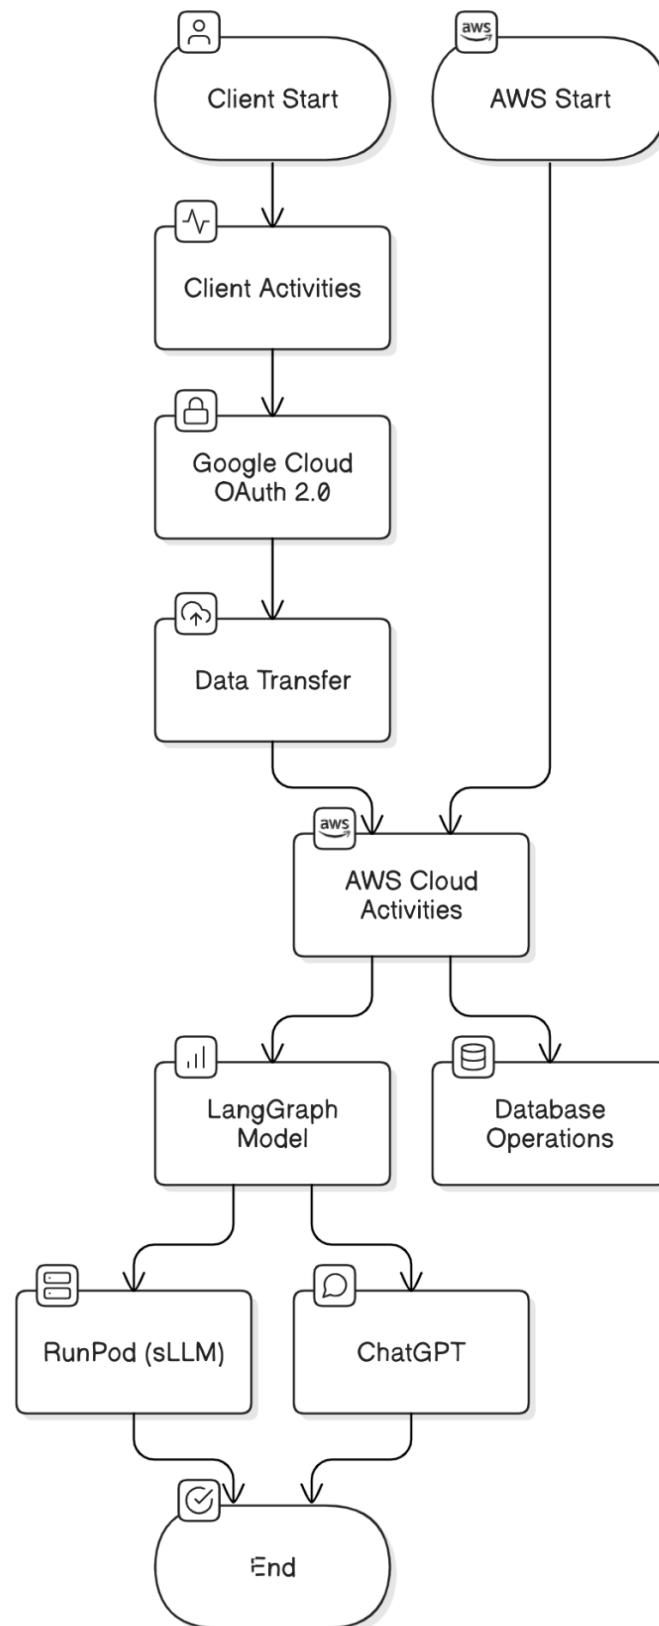 aws
Client Start
AWS Start
Client Activities
Google Cloud
OAuth 2.0
Data Transfer
aws
AWS Cloud
Activities
LangGraph
Model
Database
Operations
RunPod (sLLM)
ChatGPT
End